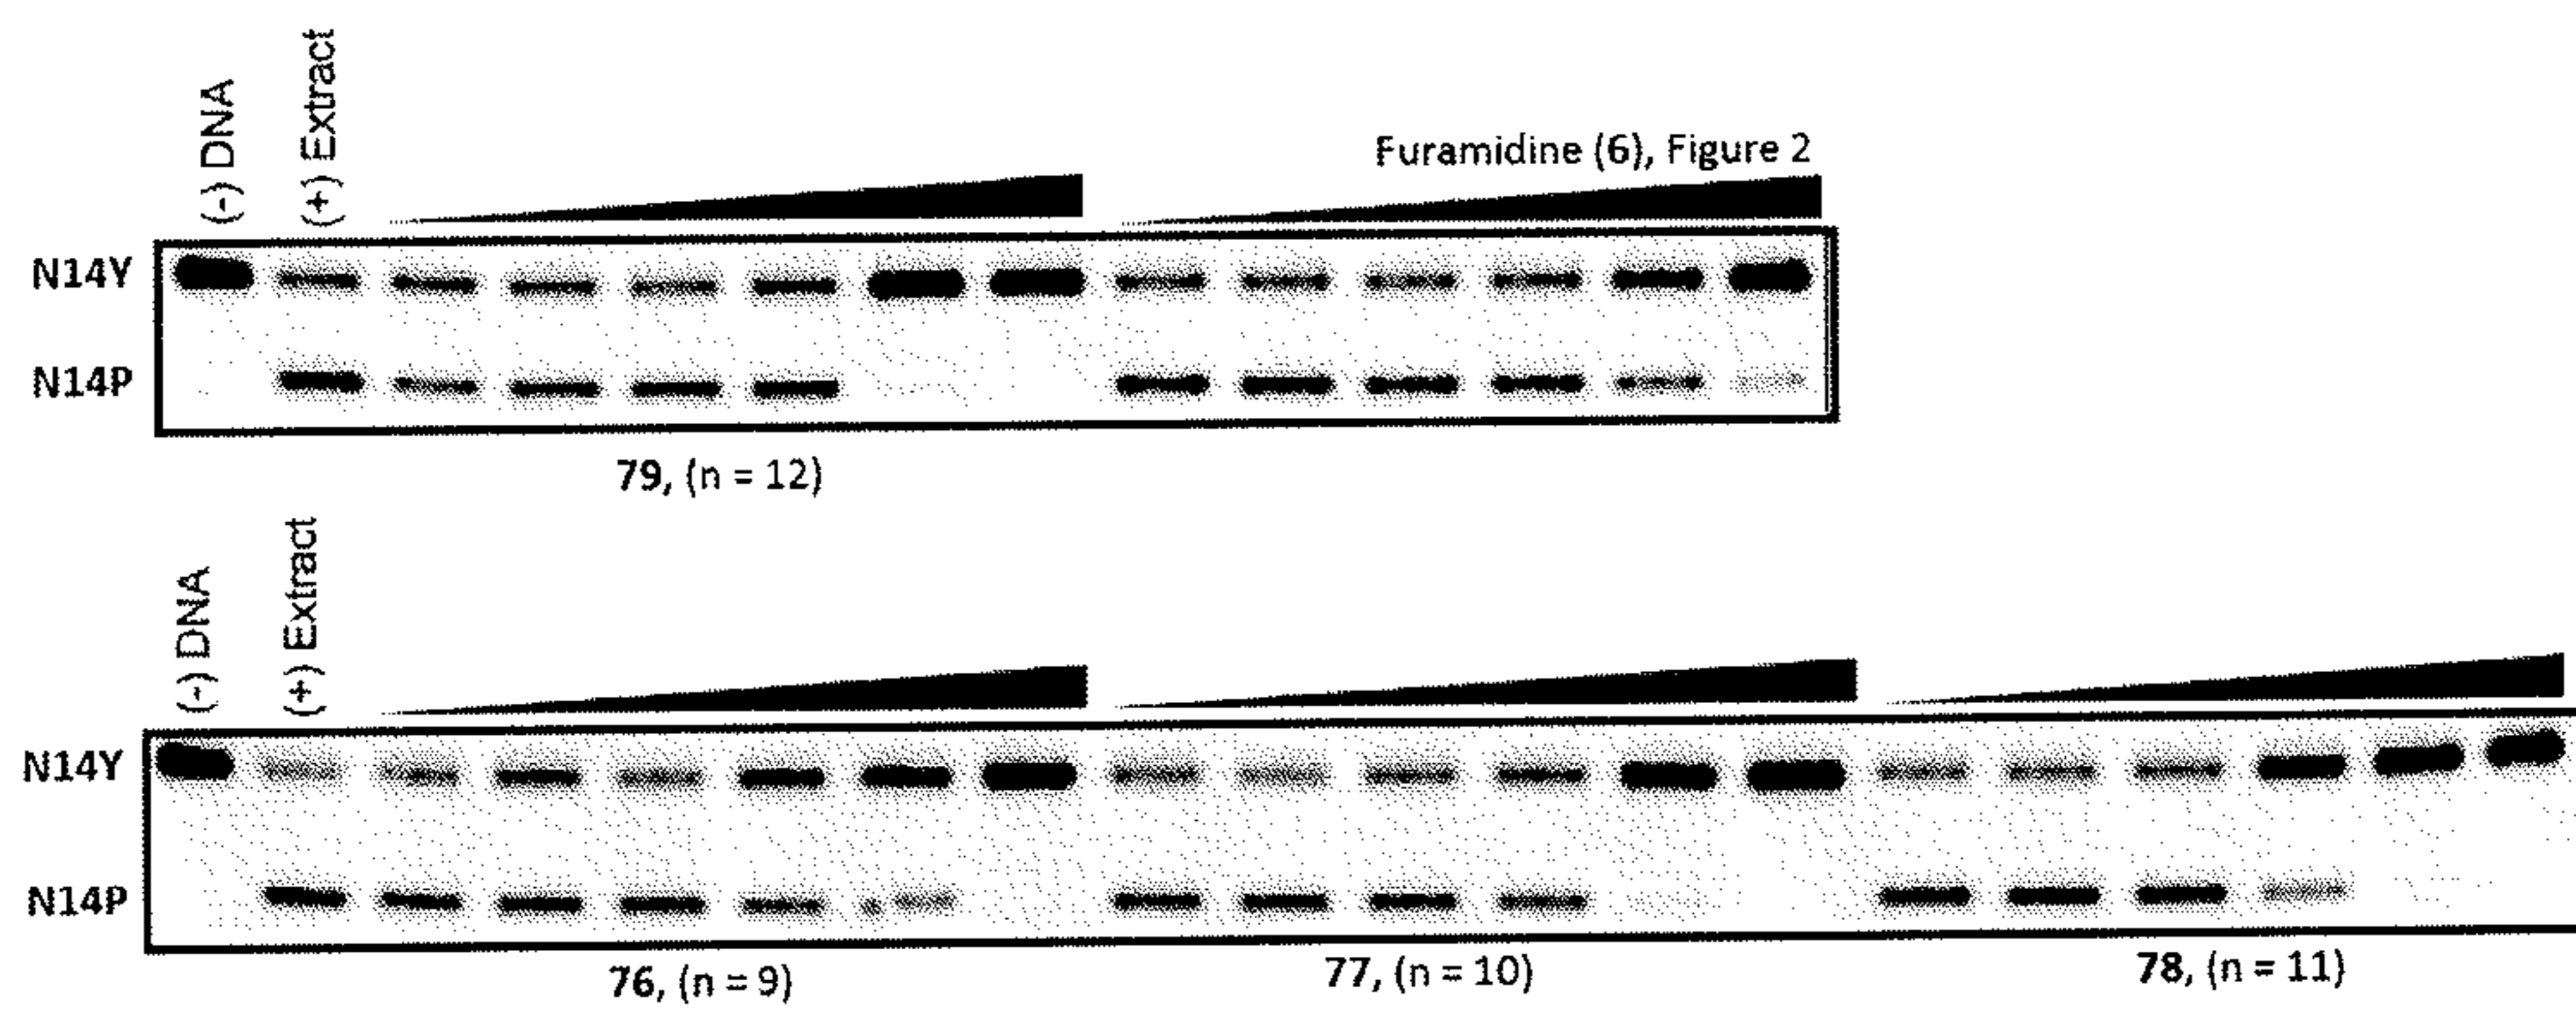 (-) DNA
(+) Extract
Furamidine (6), Figure 2
N14Y
N14P
79, (n = 12)
(-) DNA
(+) Extract
N14Y
N14P
76, (n = 9)
77, (n = 10)
78, (n = 11)